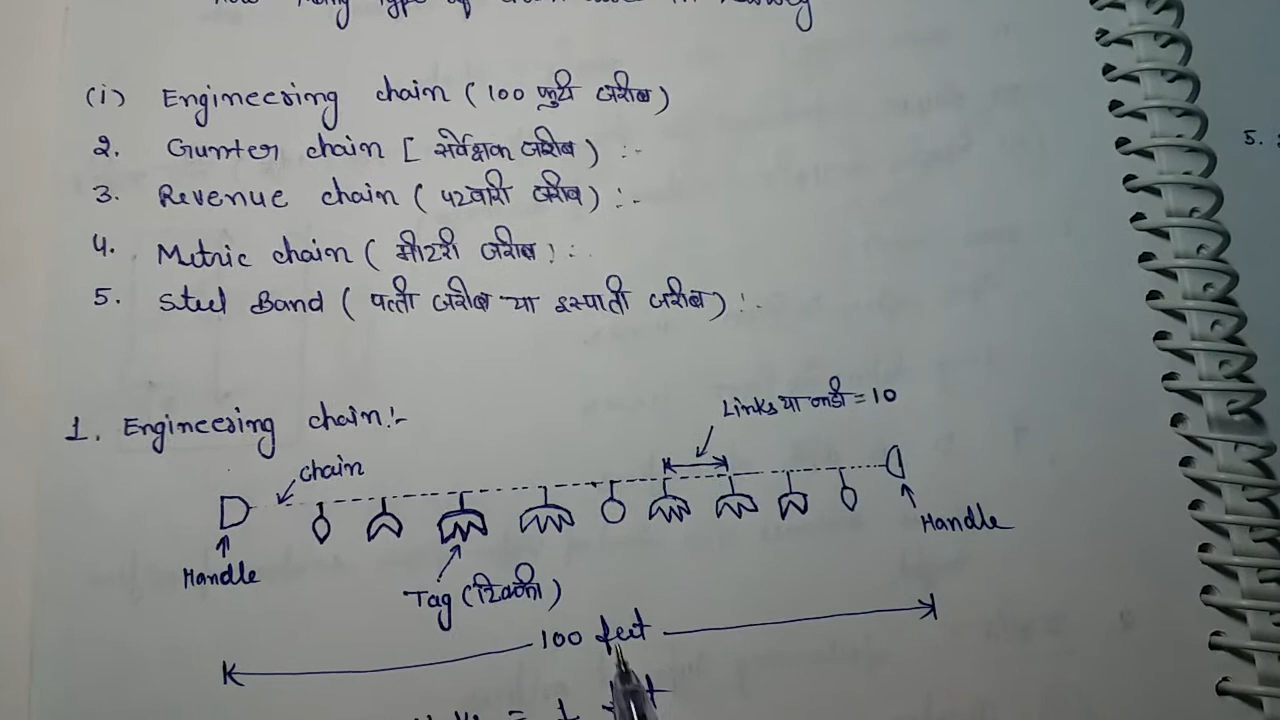 (i) Engineering chain (100 फुटी जरीब)
2. Gunter chain [ सर्वेक्षक जरीब) :-
3. Revenue chain ( पटवारी जरीब) :-
4. Metric chain ( मीटरी जरीब) :-
5. Steel Band ( पत्ती जरीब या इस्पाती जरीब) :-
5.
1. Engineering chain:-
Links या कडी = 10
chain
Handle
Handle
Tag (टिक्की)
100 feet